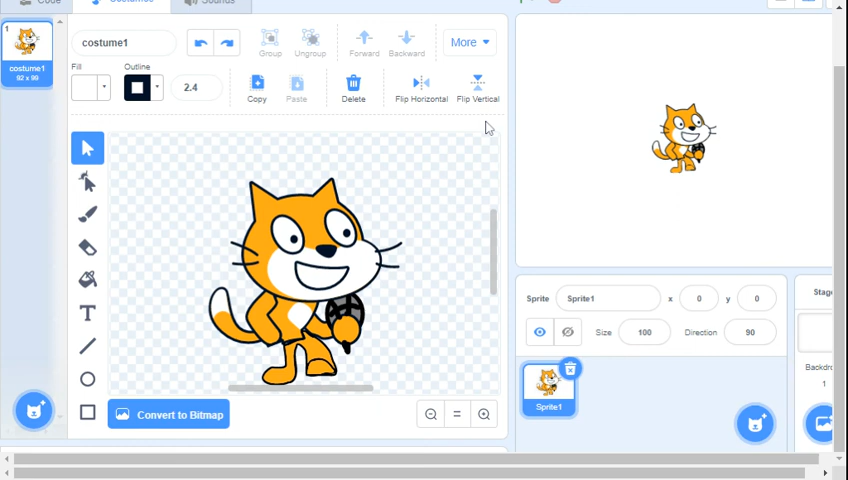 Code Costumes Sounds
1
costume1
92 x 99
costume1
Group Ungroup Forward Backward
More
Fill Outline
2.4
Copy Paste Delete Flip Horizontal Flip Vertical
T
Convert to Bitmap
Sprite Sprite1 x 0 y 0
Size 100 Direction 90
Sprite1
Stage
Backdro
1